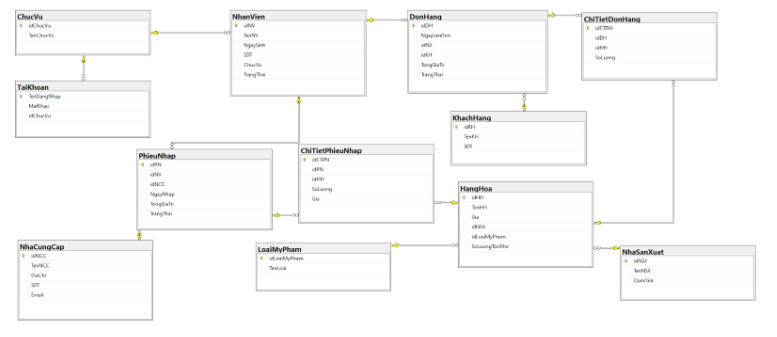 ChucVu
idChucVu
TenChucVu
NhanVien
idNV
TenNV
NgaySinh
SDT
ChucVu
TrangThai
DonHang
idDH
NgayLenDon
idNV
idKH
TongGiaTri
TrangThai
ChiTietDonHang
idCTDH
idDH
idHH
SoLuong
TaiKhoan
TenDangNhap
MatKhau
idChucVu
KhachHang
idKH
TenKH
SDT
PhieuNhap
idPN
idNV
idNCC
NgayNhap
TongGiaTri
TrangThai
ChiTietPhieuNhap
idCTPN
idPN
idHH
SoLuong
Gia
HangHoa
idHH
TenHH
Gia
idNSX
idLoaiMyPham
SoLuongTonKho
NhaCungCap
idNCC
TenNCC
DiaChi
SDT
Email
LoaiMyPham
idLoaiMyPham
TenLoai
NhaSanXuat
idNSX
TenNSX
QuocGia